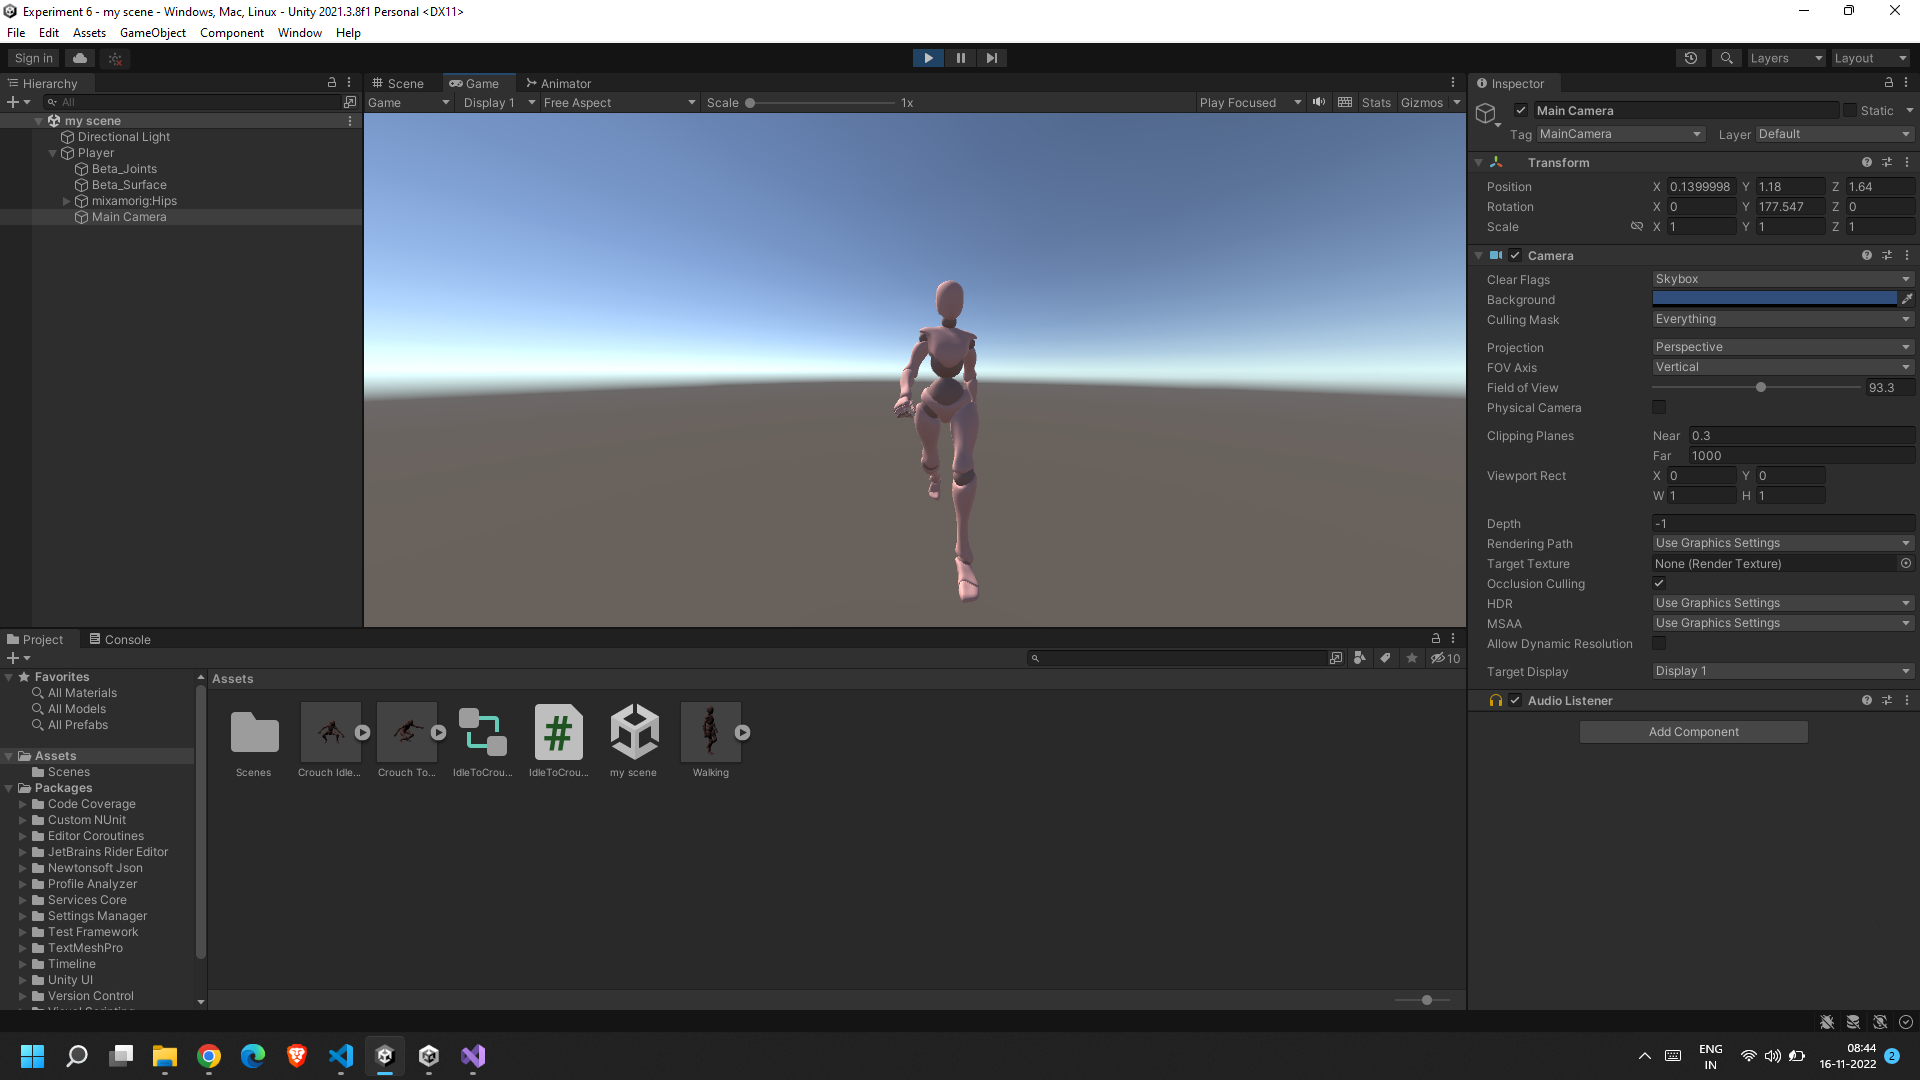 Experiment 6 - my scene - Windows, Mac, Linux - Unity 2021.3.8f1 Personal <DX11>
File Edit Assets GameObject Component Window Help
Sign in Layers Layout
Hierarchy
All
my scene
Directional Light
Player
Beta_Joints
Beta_Surface
mixamorig:Hips
Main Camera
Scene Game Animator
Game Display 1 Free Aspect Scale 1x Play Focused Stats Gizmos
Inspector
Main Camera Static
Tag MainCamera Layer Default
Transform
Position X 0.1399998 Y 1.18 Z 1.64
Rotation X 0 Y 177.547 Z 0
Scale X 1 Y 1 Z 1
Camera
Clear Flags Skybox
Background
Culling Mask Everything
Projection Perspective
FOV Axis Vertical
Field of View 93.3
Physical Camera
Clipping Planes Near 0.3
Far 1000
Viewport Rect X 0 Y 0
W 1 H 1
Depth -1
Rendering Path Use Graphics Settings
Target Texture None (Render Texture)
Occlusion Culling
HDR Use Graphics Settings
MSAA Use Graphics Settings
Allow Dynamic Resolution
Target Display Display 1
Audio Listener
Add Component
Project Console
10
Favorites
All Materials
All Models
All Prefabs
Assets
Scenes
Packages
Code Coverage
Custom NUnit
Editor Coroutines
JetBrains Rider Editor
Newtonsoft Json
Profile Analyzer
Services Core
Settings Manager
Test Framework
TextMeshPro
Timeline
Unity UI
Version Control
Assets
Scenes Crouch Idle... Crouch To... IdleToCrou... IdleToCrou... my scene Walking
#
ENG
IN
08:44
16-11-2022
2